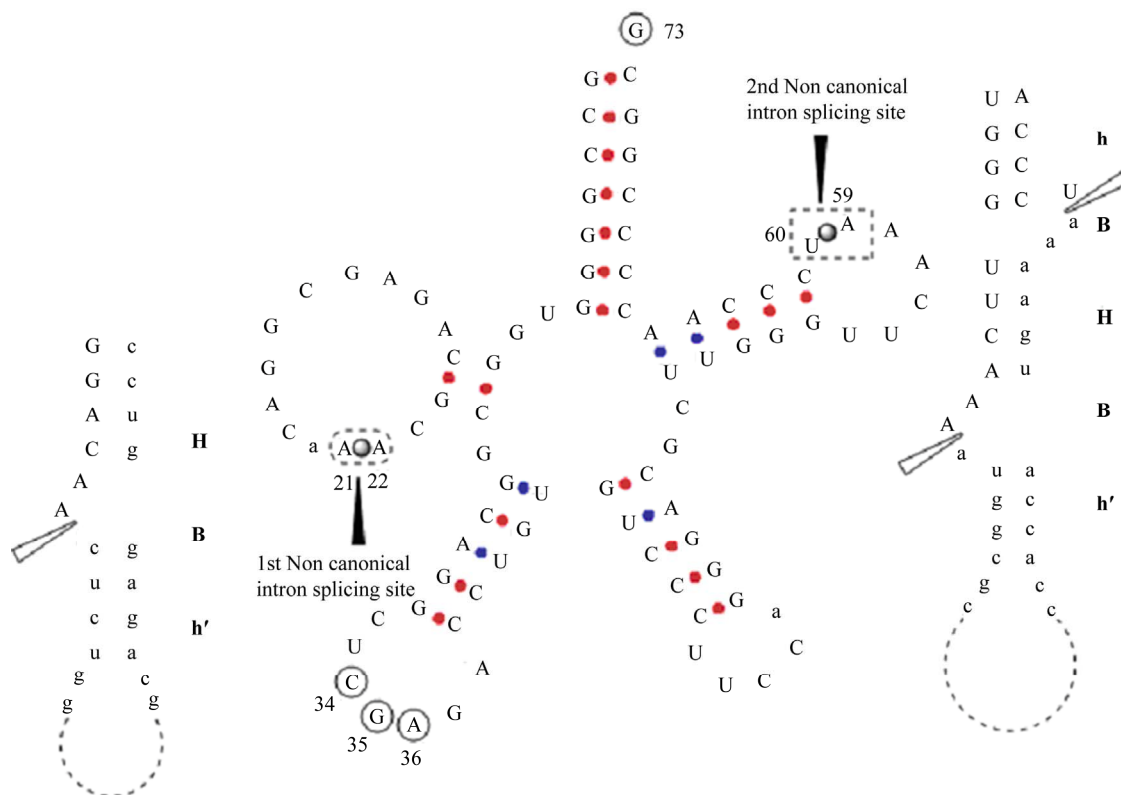 G 73
G C
C G
C G
G C
G C
G C
G C
U G G
2nd Non canonical
intron splicing site
59
60 U A
A A C U U
A A C C C
U U G G G
C G
1st Non canonical
intron splicing site
21 22
a A A
C A G G C G A G A C
G C
C G G
G U
C G
A U
G C
G C
C U
C 34
G 35
A 36
G A
G C
U A
C G
C G
C G
U U C C a
G c
G c
A u
C g
A
A
c g
u a
c g
u a
g c
g g
H
B
h′
U A
G C
G C
G C
U
a
a
U a
U a
C g
A u
A
A
a
u a
g c
g c
c a
g c
c c
h
B
H
B
h′